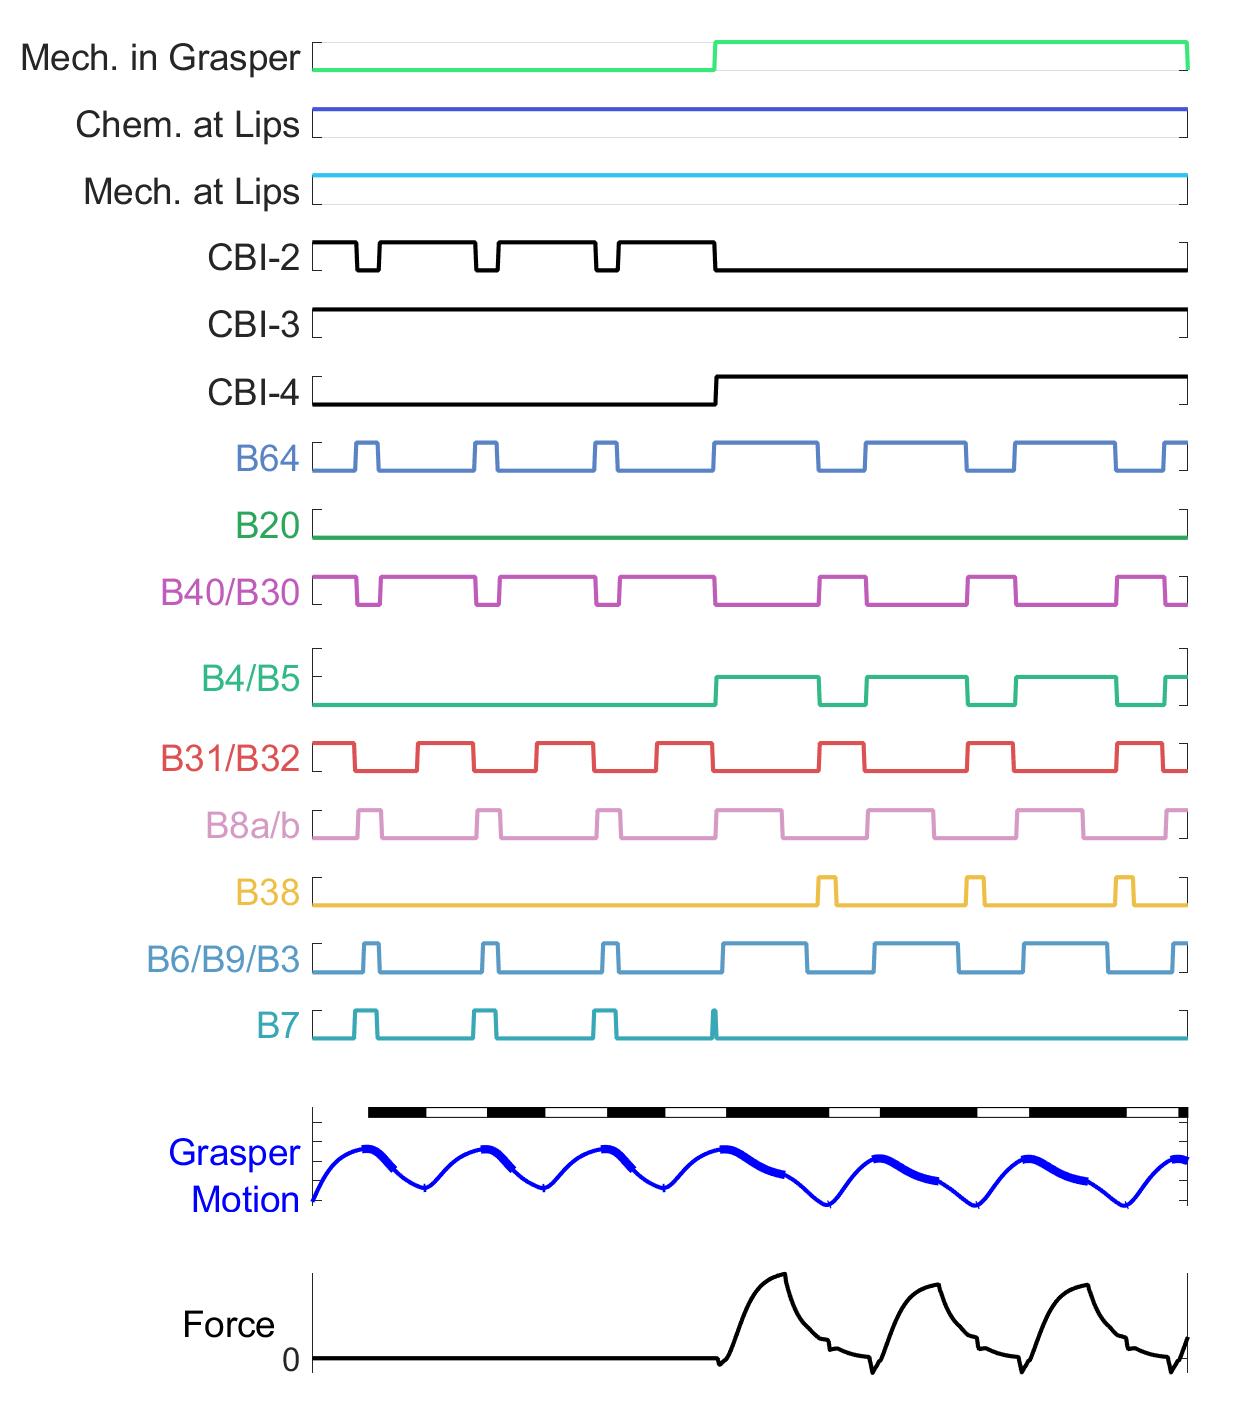 Mech. in Grasper
Chem. at Lips
Mech. at Lips
CBI-2
CBI-3
CBI-4
B64
B20
B40/B30
B4/B5
B31/B32
B8a/b
B38
B6/B9/B3
B7
Grasper
Motion
Force
0